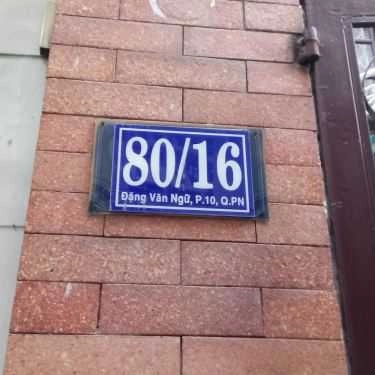 80/16
Đặng Văn Ngữ, P.10, Q.PN